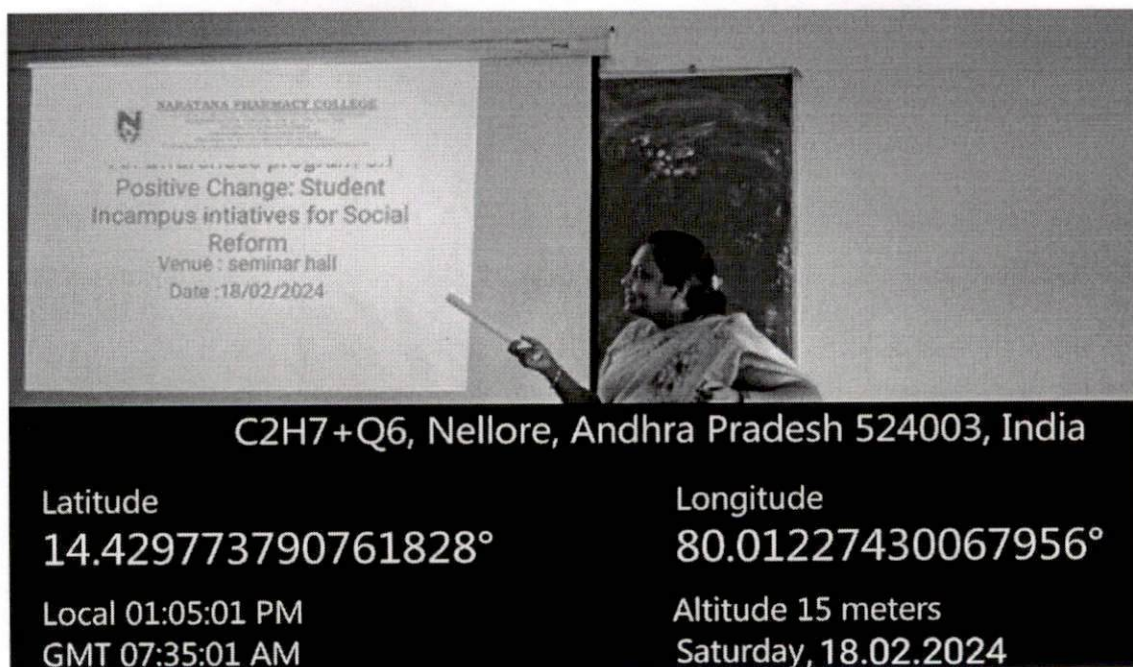 NARAYANA PHARMACY COLLEGE
Positive Change: Student
Incampus intiatives for Social
Reform
Venue : seminar hall
Date :18/02/2024
C2H7+Q6, Nellore, Andhra Pradesh 524003, India
Latitude
14.429773790761828°
Longitude
80.01227430067956°
Local 01:05:01 PM
GMT 07:35:01 AM
Altitude 15 meters
Saturday, 18.02.2024